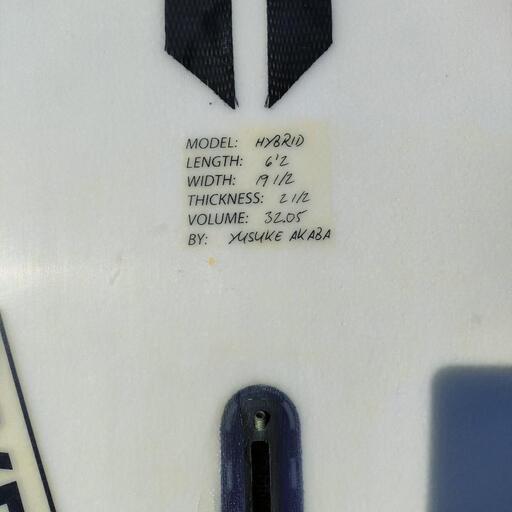 MODEL: HYBRID
LENGTH: 6'2
WIDTH: 19 1/2
THICKNESS: 2 1/2
VOLUME: 32.05
BY: YUSUKE AKABA